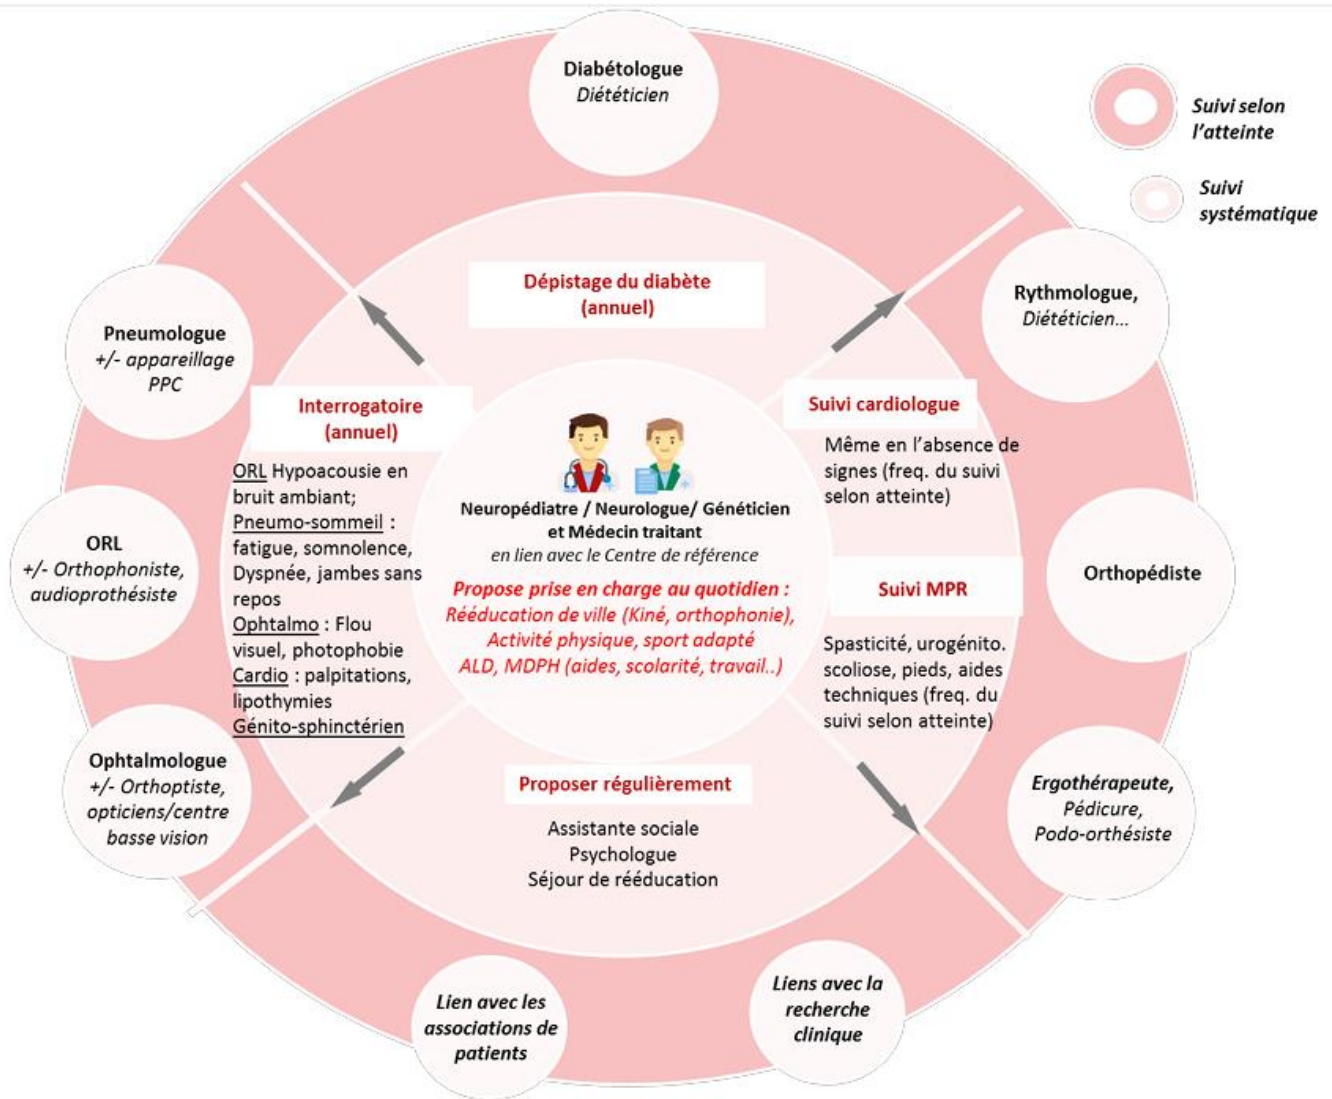 Diabétologue
Diététicien
Suivi selon
l’atteinte
Suivi
systématique
Dépistage du diabète
(annuel)
Rythmologue,
Diététicien...
Pneumologue
+/- appareillage
PPC
Interrogatoire
(annuel)
ORL Hypoacousie en
bruit ambiant;
Pneumo-sommeil :
fatigue, somnolence,
Dyspnée, jambes sans
repos
Ophtalmo : Flou
visuel, photophobie
Cardio : palpitations,
lipothymies
Génito-sphinctérien
Suivi cardiologue
Même en l’absence de
signes (freq. du suivi
selon atteinte)
Neuropédiatre / Neurologue/ Généticien
et Médecin traitant
en lien avec le Centre de référence
Propose prise en charge au quotidien :
Rééducation de ville (Kiné, orthophonie),
Activité physique, sport adapté
ALD, MDPH (aides, scolarité, travail..)
ORL
+/- Orthophoniste,
audioprothésiste
Suivi MPR
Spasticité, urogénito.
scoliose, pieds, aides
techniques (freq. du
suivi selon atteinte)
Orthopédiste
Ophtalmologue
+/- Orthoptiste,
opticiens/centre
basse vision
Proposer régulièrement
Assistante sociale
Psychologue
Séjour de rééducation
Ergothérapeute,
Pédicure,
Podo-orthésiste
Lien avec les
associations de
patients
Liens avec la
recherche
clinique